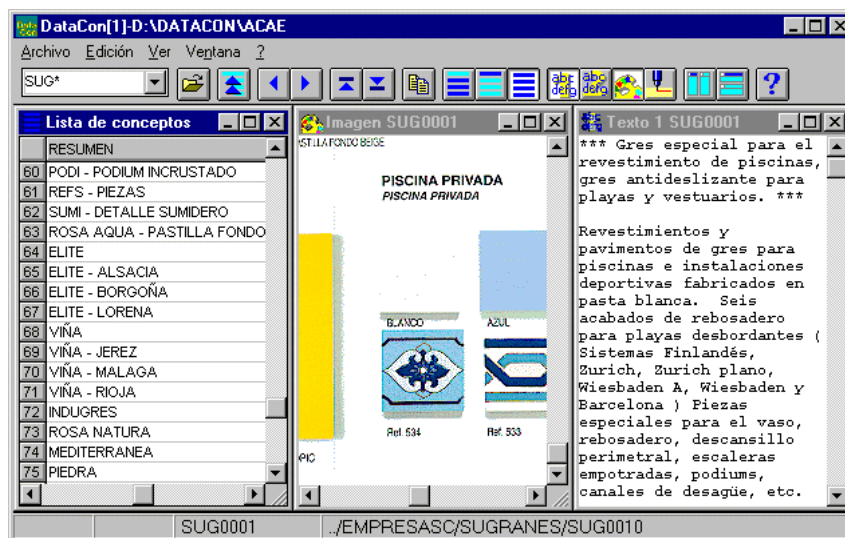 DataCon[1]-D:\DATACON\ACAE
Archivo Edición Ver Ventana ?
SUG*
Lista de conceptos
RESUMEN
60 PODI - PODIUM INCRUSTADO
61 REFS - PIEZAS
62 SUMI - DETALLE SUMIDERO
63 ROSA AQUA - PASTILLA FONDO
64 ELITE
65 ELITE - ALSACIA
66 ELITE - BORGOÑA
67 ELITE - LORENA
68 VIÑA
69 VIÑA - JEREZ
70 VIÑA - MALAGA
71 VIÑA - RIOJA
72 INDUGRES
73 ROSA NATURA
74 MEDITERRANEA
75 PIEDRA
Imagen SUG0001
FONDO BEIGE
PISCINA PRIVADA
PISCINA PRIVADA
BLANCO AZUL
Ref. 534 Ref. 533
Texto 1 SUG0001
*** Gres especial para el
revestimiento de piscinas,
gres antideslizante para
playas y vestuarios. ***
Revestimientos y
pavimentos de gres para
piscinas e instalaciones
deportivas fabricados en
pasta blanca. Seis
acabados de rebosadero
para playas desbordantes (
Sistemas Finlandés,
Zurich, Zurich plano,
Wiesbaden A, Wiesbaden y
Barcelona ) Piezas
especiales para el vaso,
rebosadero, descansillo
perimetral, escaleras
empotradas, podiums,
canales de desagüe, etc.
SUG0001 ../EMPRESASC/SUGRANES/SUG0010